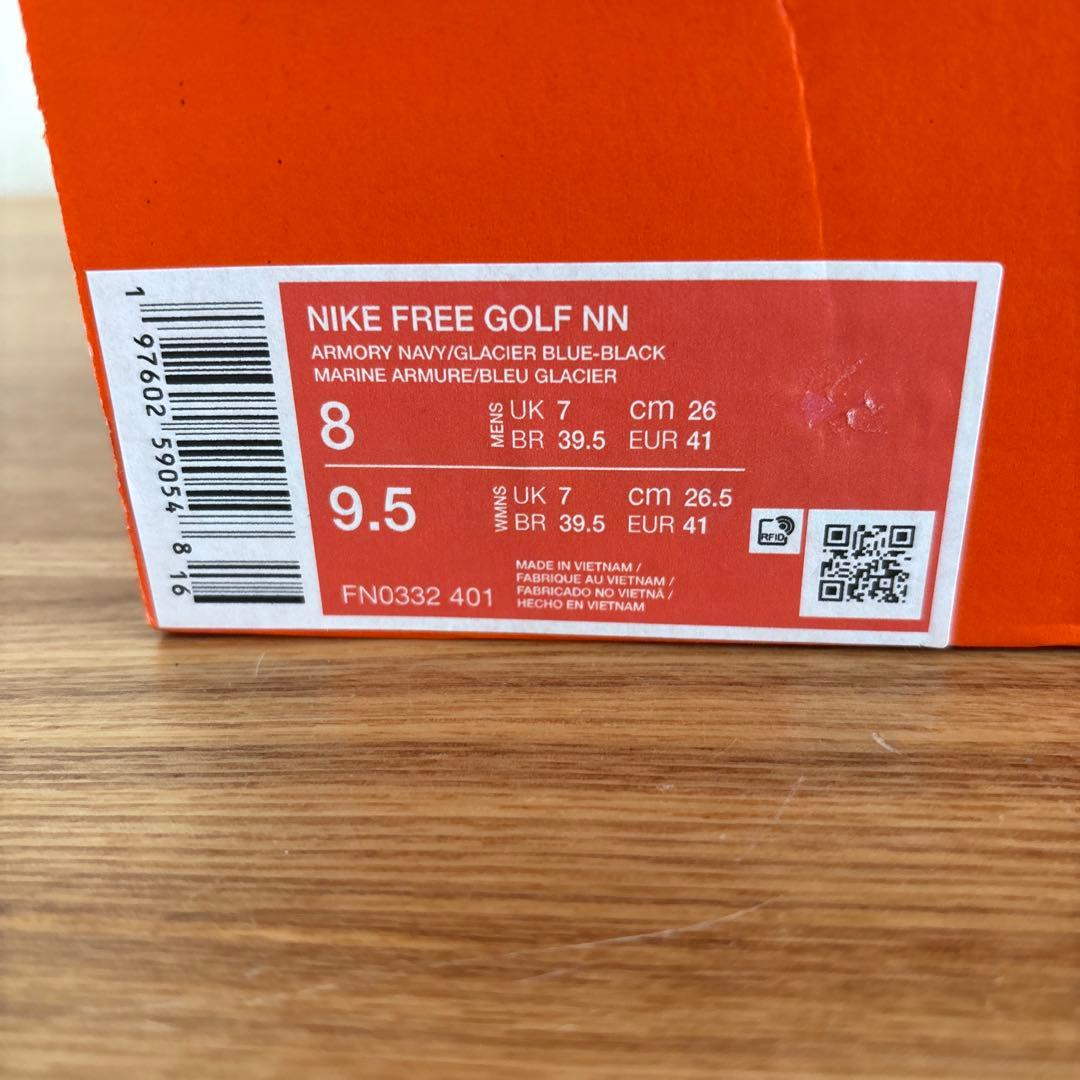 NIKE FREE GOLF NN
ARMORY NAVY/GLACIER BLUE-BLACK
MARINE ARMURE/BLEU GLACIER
8 MENS UK 7 cm 26
BR 39.5 EUR 41
9.5 WMNS UK 7 cm 26.5
BR 39.5 EUR 41
RFID
FN0332 401
MADE IN VIETNAM /
FABRIQUE AU VIETNAM /
FABRICADO NO VIETNÃ /
HECHO EN VIETNAM
1 97602 59054 8 16